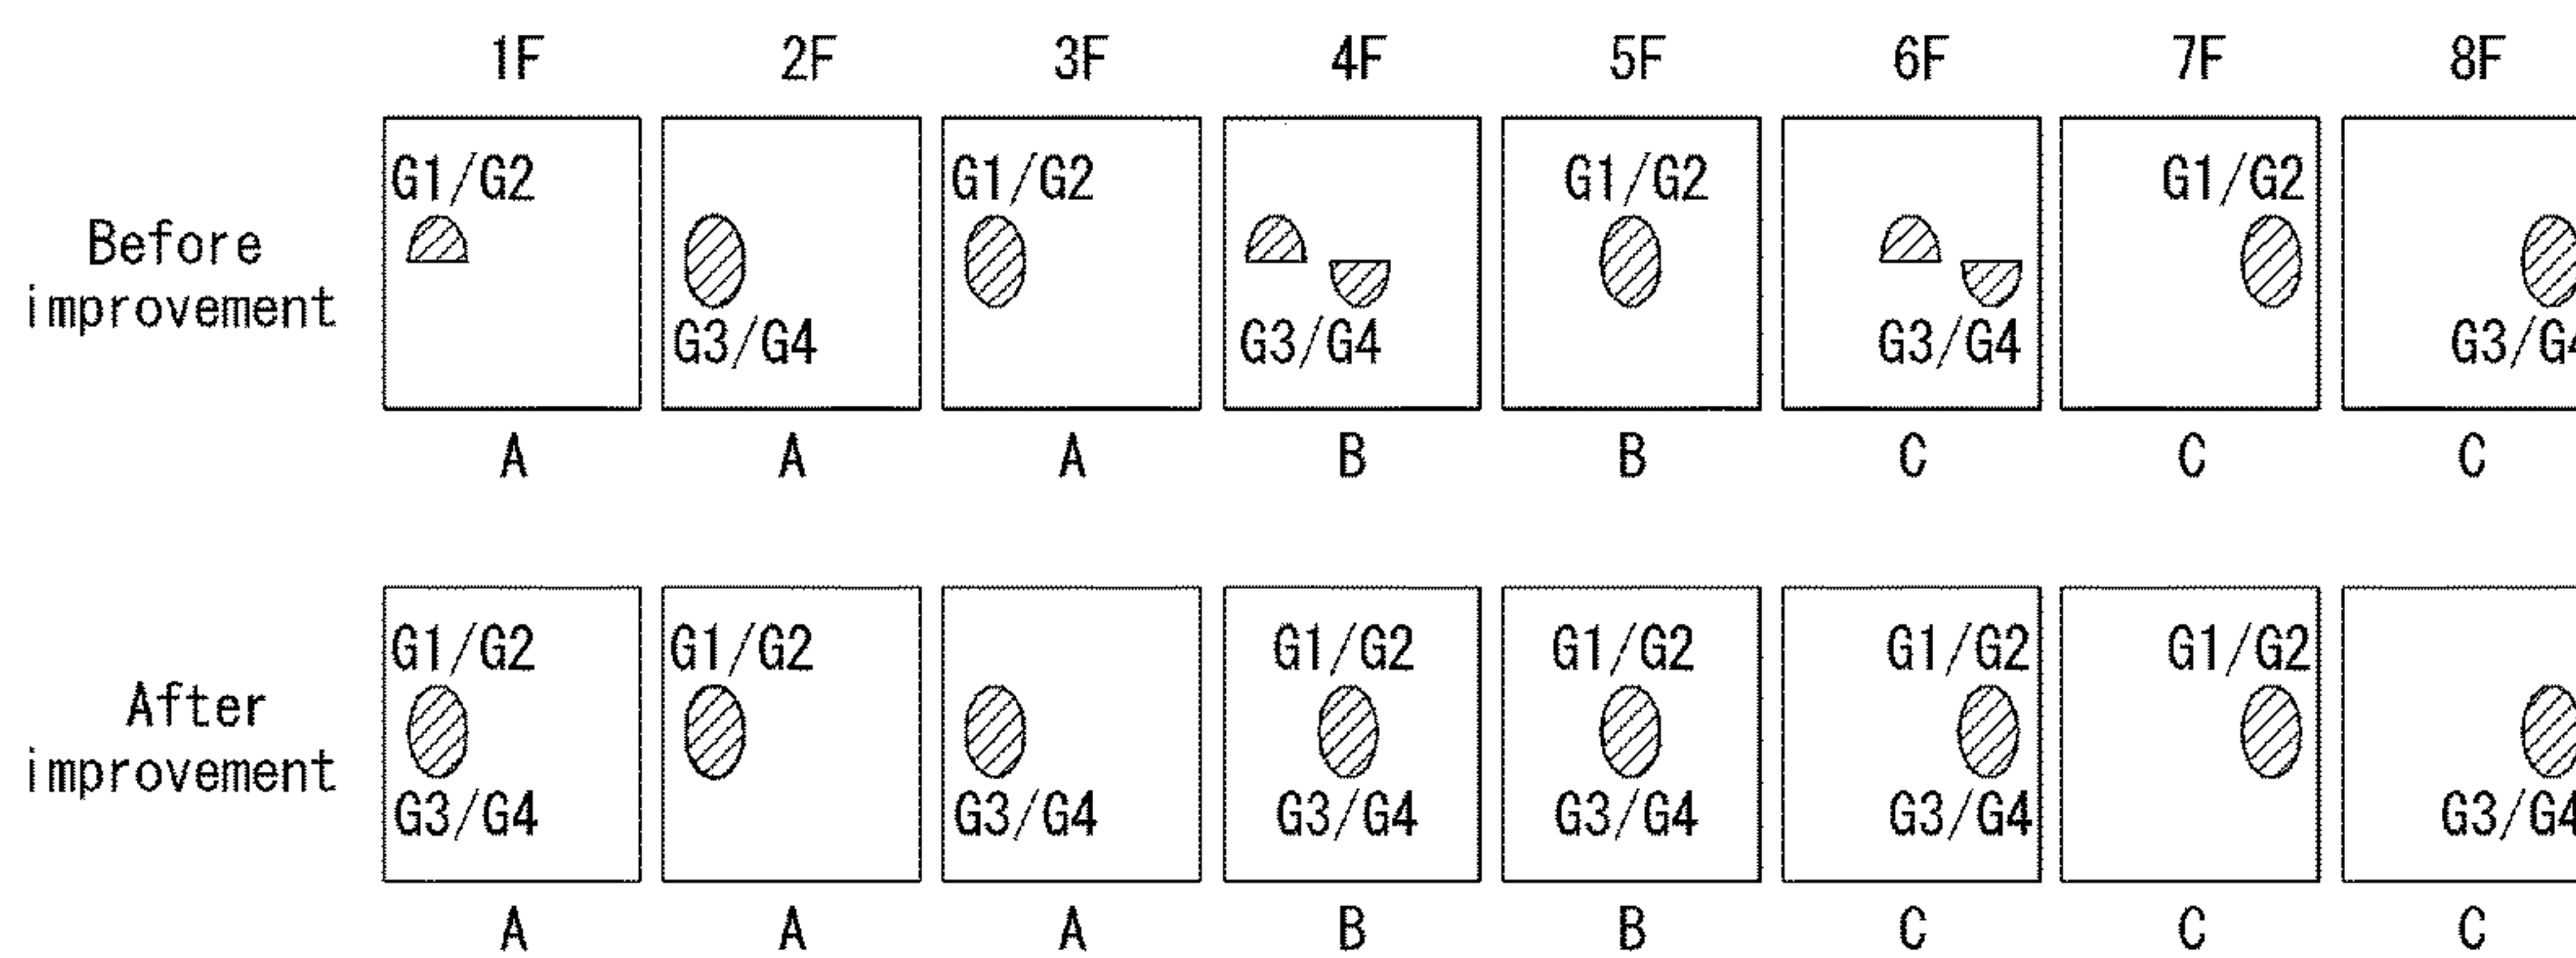 1F 2F 3F 4F 5F 6F 7F 8F
G1/G2 G1/G2 G1/G2 G1/G2
Before
improvement
G3/G4 G3/G4 G3/G4 G3/G4
A A A B B C C C
G1/G2 G1/G2 G1/G2 G1/G2 G1/G2 G1/G2
After
improvement
G3/G4 G3/G4 G3/G4 G3/G4 G3/G4 G3/G4
A A A B B C C C